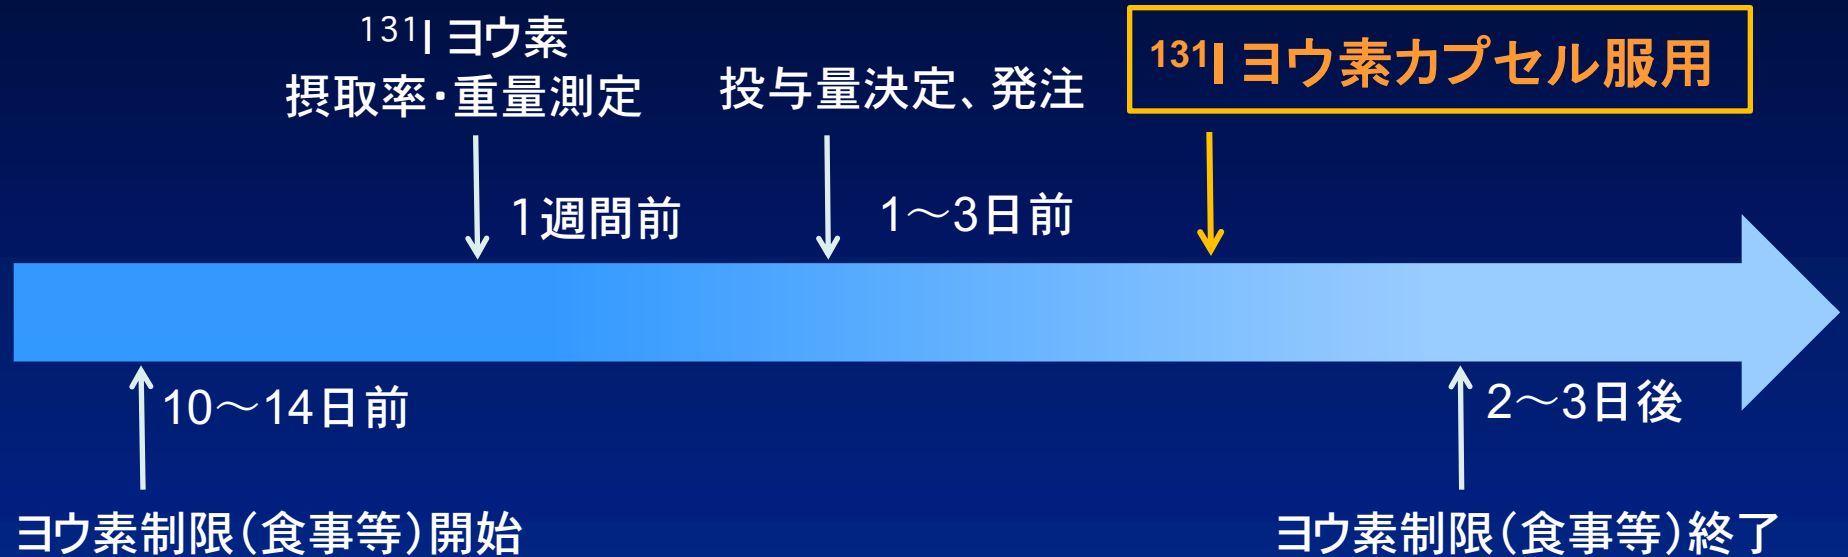 ¹³¹I ヨウ素
摂取率・重量測定
投与量決定、発注
¹³¹I ヨウ素カプセル服用
1週間前
1～3日前
10～14日前
2～3日後
ヨウ素制限(食事等)開始
ヨウ素制限(食事等)終了